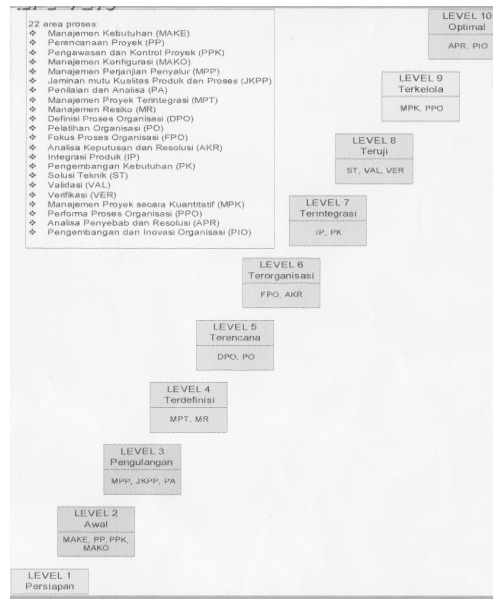 22 area proses:
❖ Manajemen Kebutuhan (MAKE)
❖ Perencanaan Proyek (PP)
❖ Pengawasan dan Kontrol Proyek (PPK)
❖ Manajemen Konfigurasi (MAKO)
❖ Manajemen Perjanjian Penyalur (MPP)
❖ Jaminan mutu Kualitas Produk dan Proses (JKPP)
❖ Penilaian dan Analisa (PA)
❖ Manajemen Proyek Terintegrasi (MPT)
❖ Manajemen Resiko (MR)
❖ Definisi Proses Organisasi (DPO)
❖ Pelatihan Organisasi (PO)
❖ Fokus Proses Organisasi (FPO)
❖ Analisa Keputusan dan Resolusi (AKR)
❖ Integrasi Produk (IP)
❖ Pengembangan Kebutuhan (PK)
❖ Solusi Teknik (ST)
❖ Validasi (VAL)
❖ Verifikasi (VER)
❖ Manajemen Proyek secara Kuantitatif (MPK)
❖ Performa Proses Organisasi (PPO)
❖ Analisa Penyebab dan Resolusi (APR)
❖ Pengembangan dan Inovasi Organisasi (PIO)
LEVEL 10
Optimal
APR, PIO
LEVEL 9
Terkelola
MPK, PPO
LEVEL 8
Teruji
ST, VAL, VER
LEVEL 7
Terintegrasi
IP, PK
LEVEL 6
Terorganisasi
FPO, AKR
LEVEL 5
Terencana
DPO, PO
LEVEL 4
Terdefinisi
MPT, MR
LEVEL 3
Pengulangan
MPP, JKPP, PA
LEVEL 2
Awal
MAKE, PP, PPK,
MAKO
LEVEL 1
Persiapan